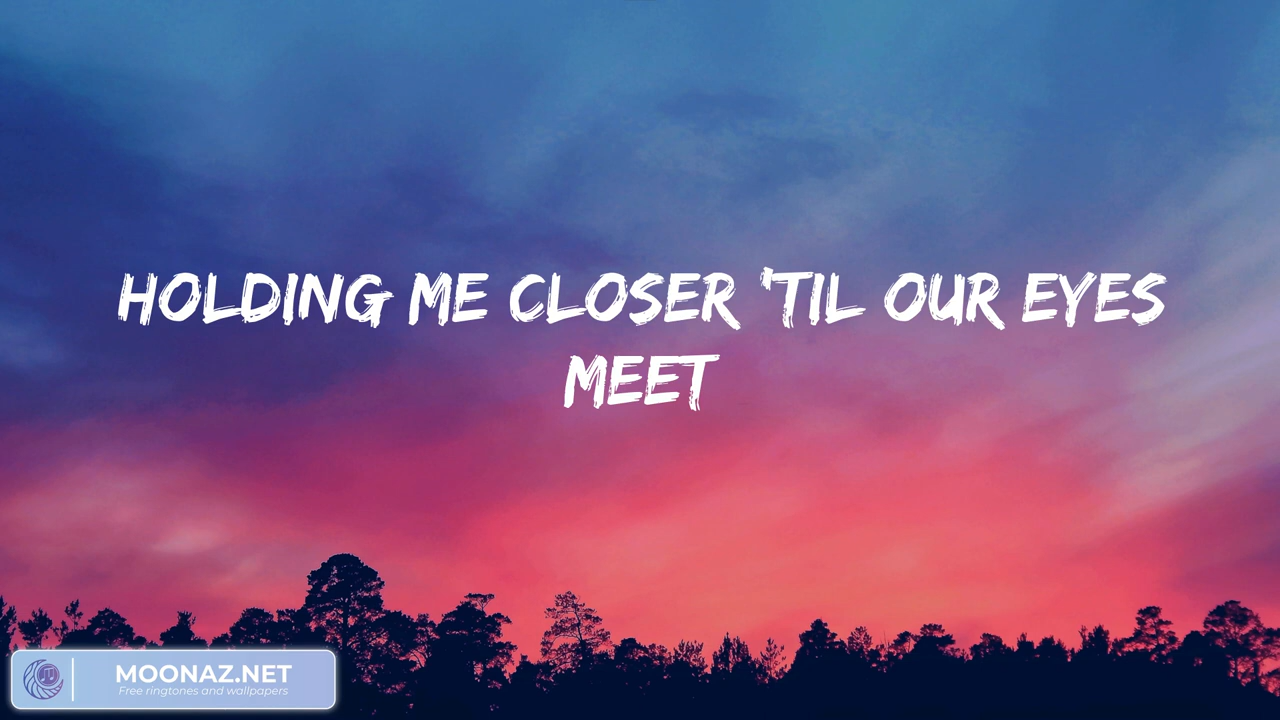 HOLDING ME CLOSER 'TIL OUR EYES
MEET
MOONAZ.NET
Free ringtones and wallpapers